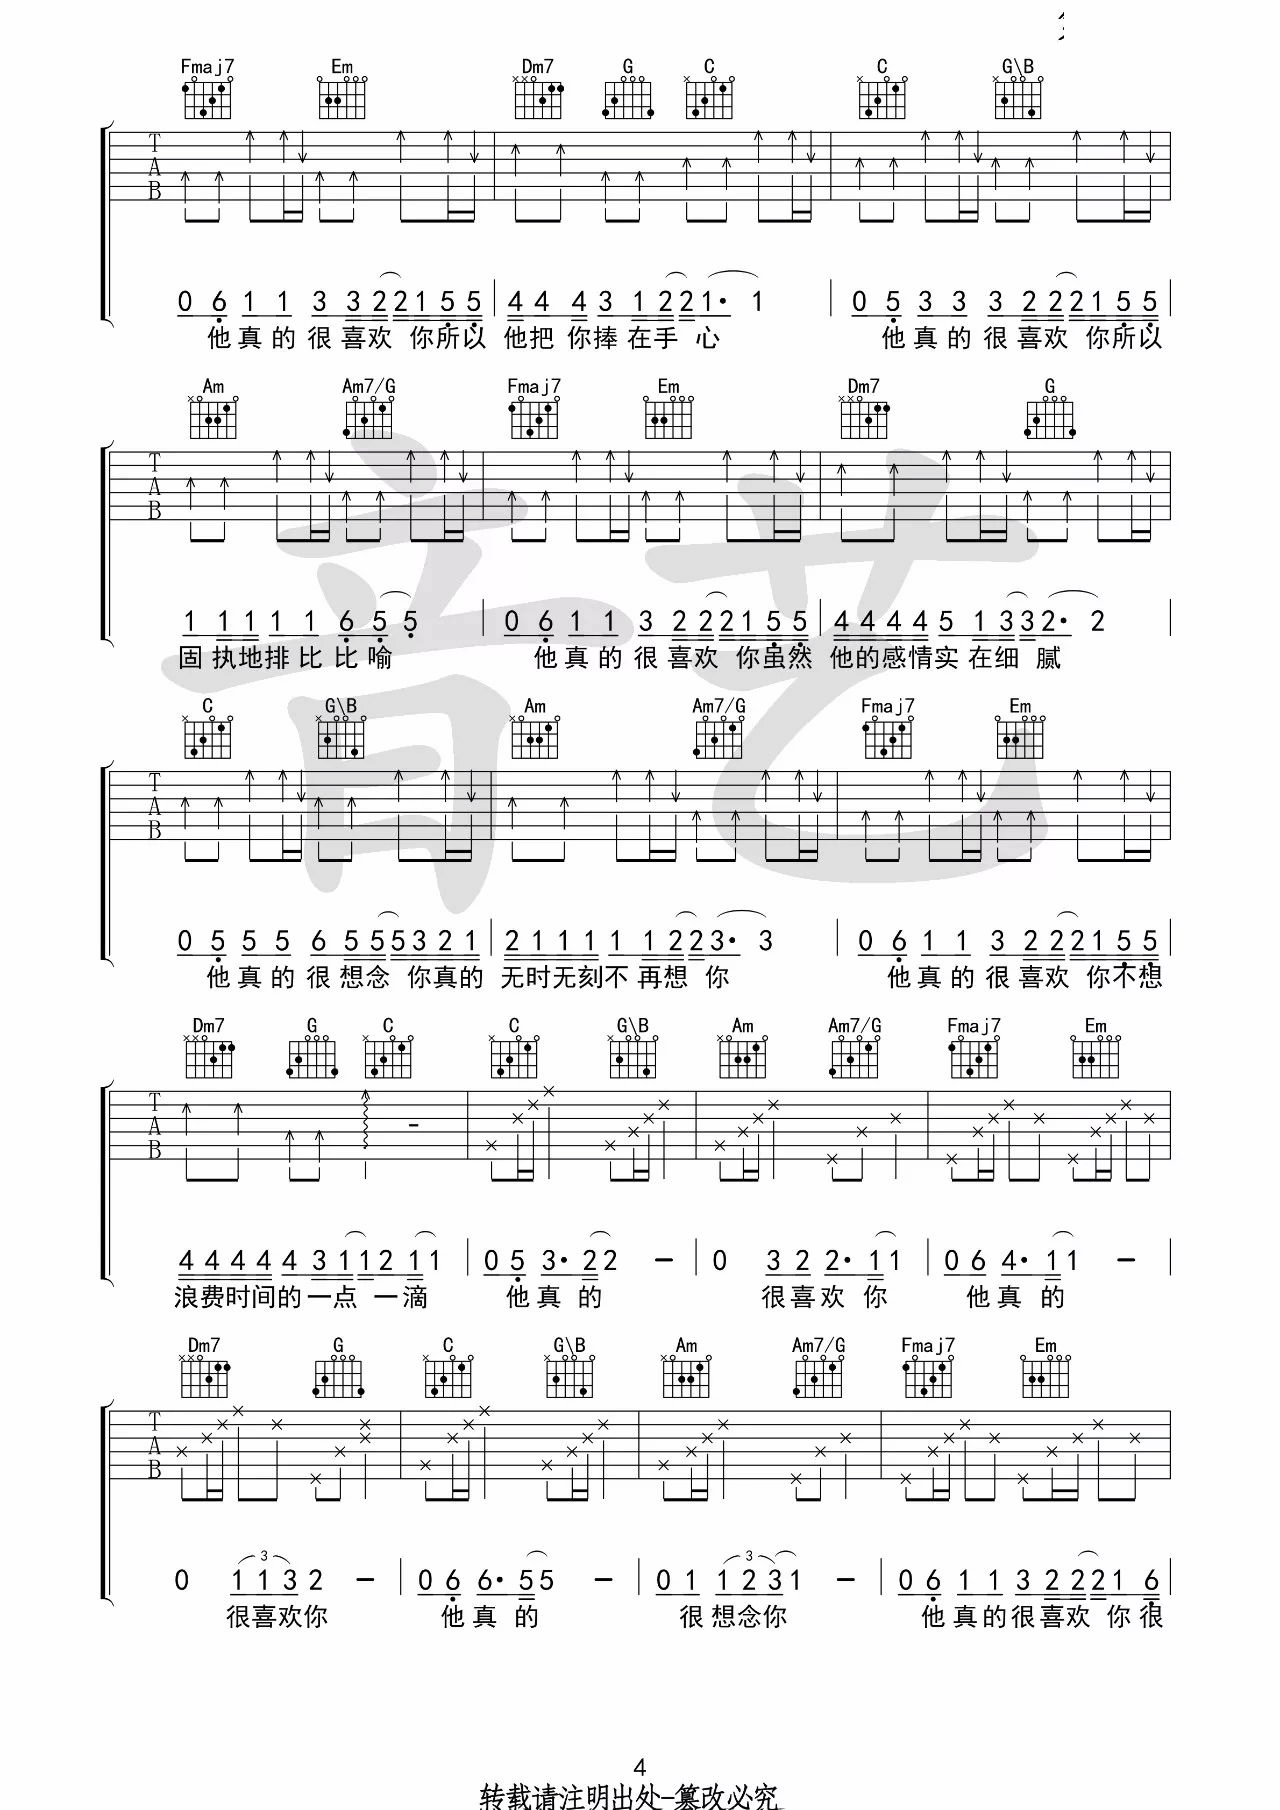 Fmaj7 Em Dm7 G C C G\B
T
A
B
0 6 1 1 3 3 2 2 1 5 5 4 4 4 3 1 2 2 1· 1 0 5 3 3 3 2 2 2 1 5 5
他真的很喜欢 你所以 他把 你捧在手 心 他真的很喜欢 你所以
Am Am7/G Fmaj7 Em Dm7 G
T
A
B
1 1 1 1 1 6 5 5 0 6 1 1 3 2 2 2 1 5 5 4 4 4 4 5 1 3 3 2· 2
固执地排比比喻 他真的很喜欢 你虽然 他的感情实在细 腻
C G\B Am Am7/G Fmaj7 Em
T
A
B
0 5 5 5 6 5 5 5 3 2 1 2 1 1 1 1 1 2 2 3· 3 0 6 1 1 3 2 2 2 1 5 5
他真的很想念 你真的 无时无刻不再想你 他真的很喜欢 你不想
Dm7 G C C G\B Am Am7/G Fmaj7 Em
T
A
B
4 4 4 4 4 3 1 1 2 1 1 0 5 3· 2 2 – 0 3 2 2· 1 1 0 6 4· 1 1 –
浪费时间的一点 一滴 他真 的 很喜欢 你 他真 的
Dm7 G C G\B Am Am7/G Fmaj7 Em
T
A
B
3 3
0 1 1 3 2 – 0 6 6· 5 5 – 0 1 1 2 3 1 – 0 6 1 1 3 2 2 2 1 6
很喜欢你 他真 的 很想念你 他真的很喜欢 你很
4
转载请注明出处-篡改必究